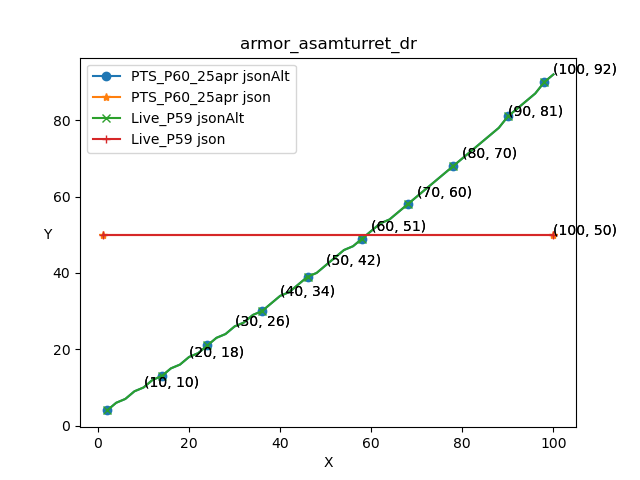 armor_asamturret_dr
PTS_P60_25apr jsonAlt
PTS_P60_25apr json
Live_P59 jsonAlt
Live_P59 json
(100, 92)
(90, 81)
(80, 70)
(70, 60)
(60, 51)
(100, 50)
(50, 42)
(40, 34)
(30, 26)
(20, 18)
(10, 10)
80
60
Y
40
20
0
0 20 40 60 80 100
X